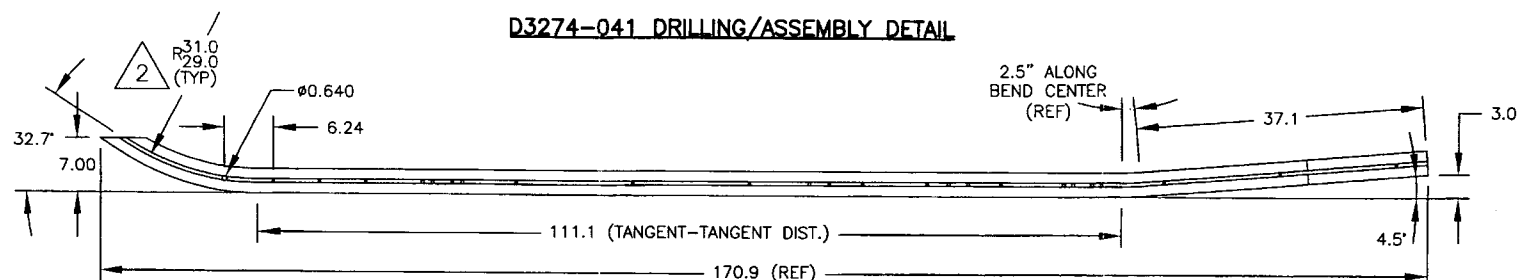 D3274-041 DRILLING/ASSEMBLY DETAIL
2
R31.0
29.0
(TYP)
ø0.640
6.24
32.7°
7.00
2.5" ALONG
BEND CENTER
(REF)
37.1
3.0
111.1 (TANGENT-TANGENT DIST.)
4.5°
170.9 (REF)